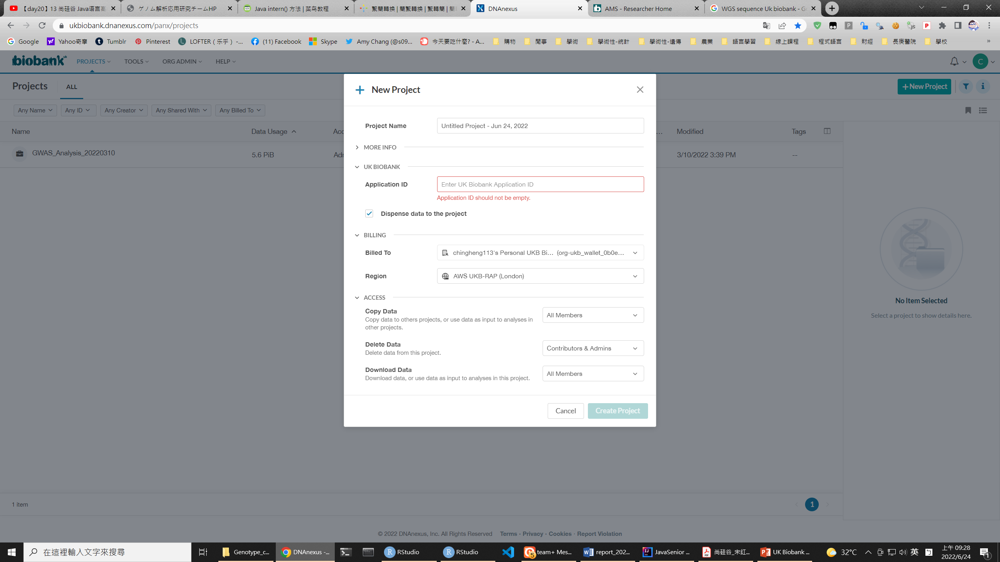 【day20】13 尚硅谷 Java语言高
ゲノム解析応用研究チームHP
Java intern() 方法 | 菜鸟教程
繁簡轉換 | 簡繁轉換 | 繁轉簡 | 簡
DNAnexus
AMS - Researcher Home
WGS sequence Uk biobank - Go
ukbiobank.dnanexus.com/panx/projects
Google
Yahoo奇摩
Tumblr
Pinterest
LOFTER（乐乎） -...
(11) Facebook
Skype
Amy Chang (@s09...
今天要吃什麼? - A...
購物
閒事
學術
學術性-統計
學術性-遺傳
農業
語言學習
線上課程
程式語言
財經
長庚醫院
學校
»
biobank uk
PROJECTS
TOOLS
ORG ADMIN
HELP
C
Projects
ALL
New Project
Any Name
Any ID
Any Creator
Any Shared With
Any Billed To
Name
Data Usage
Acc
...
Modified
Tags
GWAS_Analysis_20220310
5.6 PiB
Adr
3/10/2022 3:39 PM
--
New Project
Project Name
Untitled Project - Jun 24, 2022
MORE INFO
UK BIOBANK
Application ID
Enter UK Biobank Application ID
Application ID should not be empty.
Dispense data to the project
BILLING
Billed To
chingheng113's Personal UKB Bi... (org-ukb_wallet_0b0e...
Region
AWS UKB-RAP (London)
ACCESS
Copy Data
Copy data to others projects, or use data as input to analyses in
other projects.
All Members
Delete Data
Delete data from this project.
Contributors & Admins
Download Data
Download data, or use data as input to analyses in this project.
All Members
Cancel
Create Project
No Item Selected
Select a project to show details here.
1 item
1
© 2022 DNAnexus, Inc. All Rights Reserved
Terms · Privacy · Cookies · Report Violation
在這裡輸入文字來搜尋
Genotype_c...
DNAnexus -...
RStudio
RStudio
5
team+ Mes...
report_202...
JavaSenior ...
尚硅谷_宋红...
UK Biobank ...
32°C
英
上午 09:28
2022/6/24
1